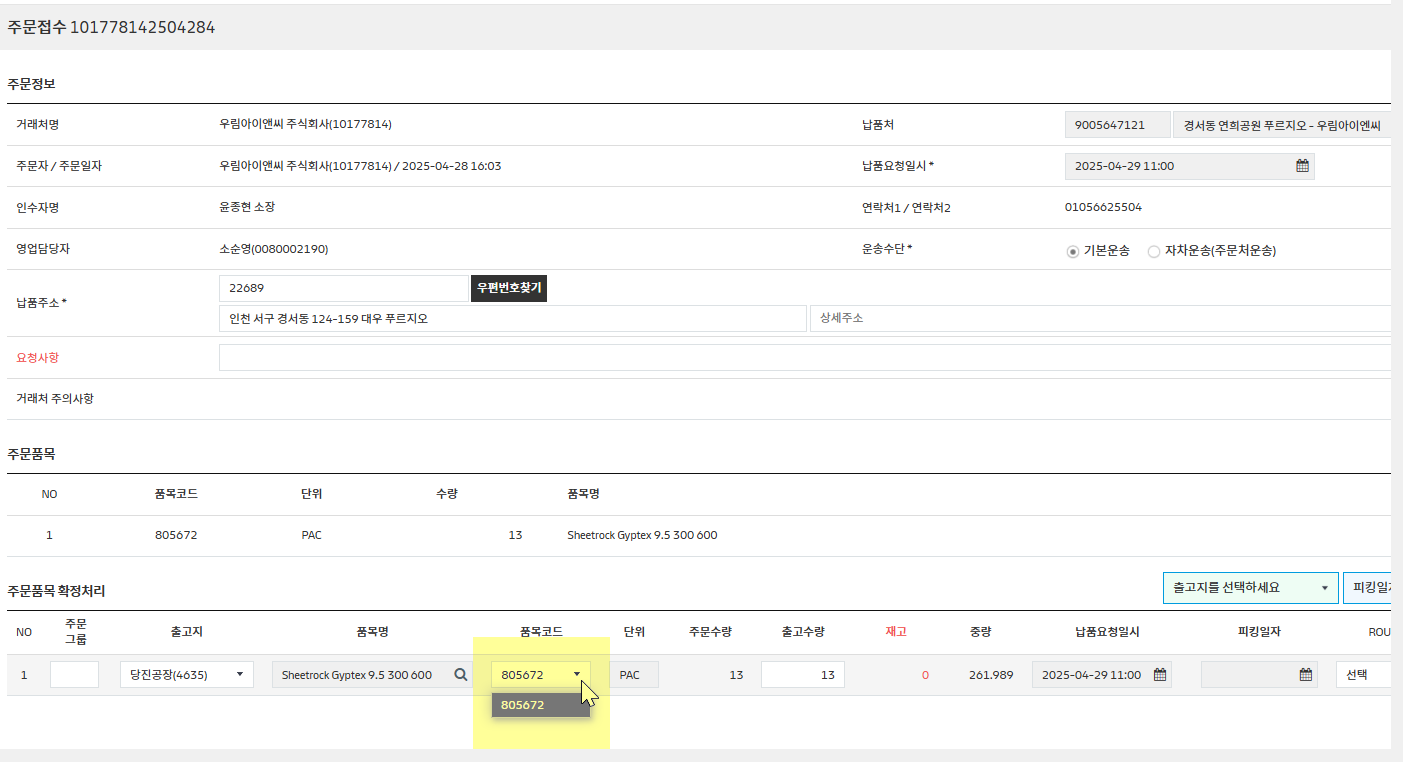 주문접수 101778142504284
주문정보
거래처명 우림아이앤씨 주식회사(10177814) 납품처 9005647121 경서동 연희공원 푸르지오 - 우림아이엔씨
주문자 / 주문일자 우림아이앤씨 주식회사(10177814) / 2025-04-28 16:03 납품요청일시 * 2025-04-29 11:00
인수자명 윤종현 소장 연락처1 / 연락처2 01056625504
영업담당자 소순영(0080002190) 운송수단 * 기본운송 자차운송(주문처운송)
납품주소 * 22689 우편번호찾기
인천 서구 경서동 124-159 대우 푸르지오 상세주소
요청사항
거래처 주의사항
주문품목
NO 품목코드 단위 수량 품목명
1 805672 PAC 13 Sheetrock Gyptex 9.5 300 600
주문품목 확정처리 출고지를 선택하세요 피킹일
NO 주문 그룹 출고지 품목명 품목코드 단위 주문수량 출고수량 재고 중량 납품요청일시 피킹일자 ROU
1 당진공장(4635) Sheetrock Gyptex 9.5 300 600 805672 PAC 13 13 0 261.989 2025-04-29 11:00 선택
805672